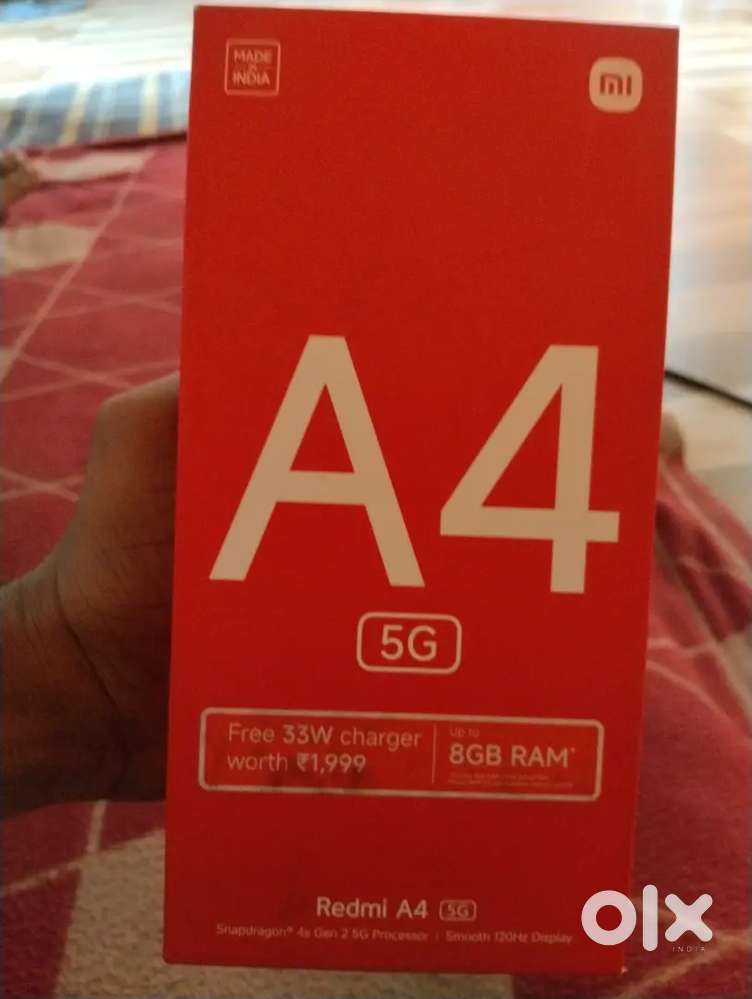 MADE
IN
INDIA
mi
A4
5G
Free 33W charger
worth ₹1,999
Up to
8GB RAM*
Redmi A4 5G
Snapdragon® 4s Gen 2 5G Processor | Smooth 120Hz Display
olx
INDIA